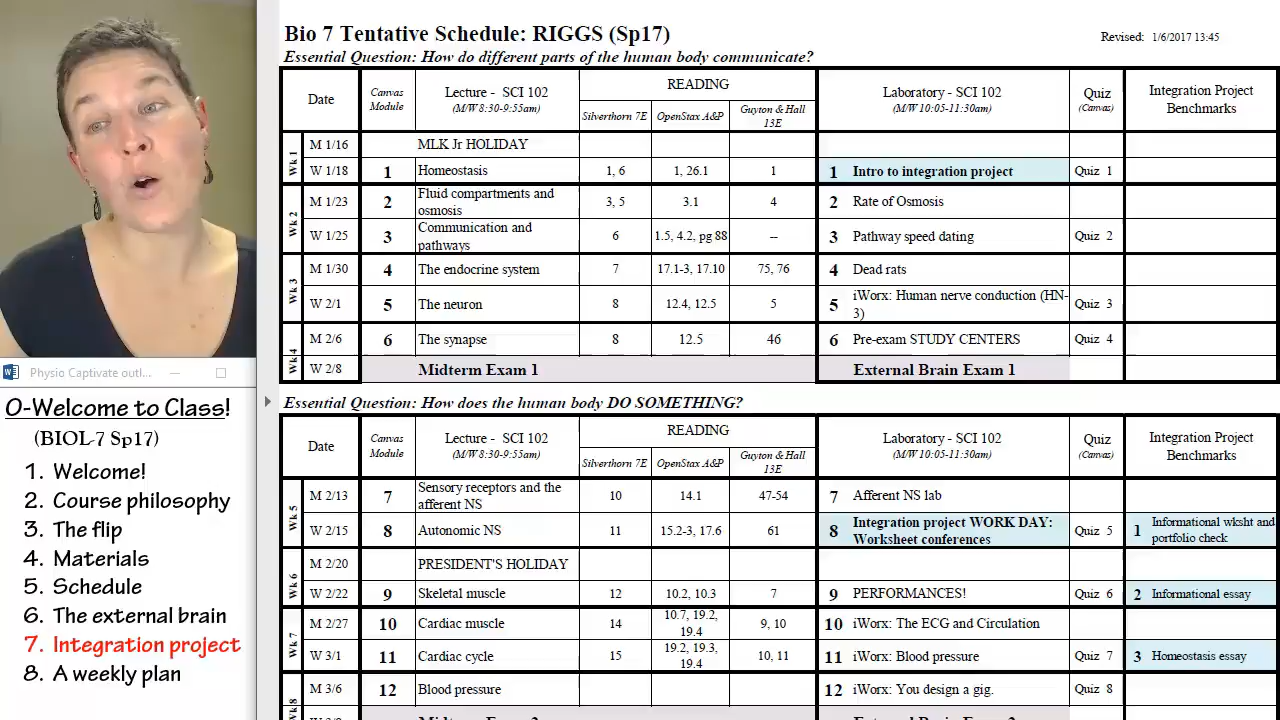 Bio 7 Tentative Schedule: RIGGS (Sp17)
Revised: 1/6/2017 13:45
Essential Question: How do different parts of the human body communicate?
Date
Canvas Module
Lecture - SCI 102
(M/W 8:30-9:55am)
READING
Silverthorn 7E
OpenStax A&P
Guyton & Hall 13E
Laboratory - SCI 102
(M/W 10:05-11:30am)
Quiz
(Canvas)
Integration Project Benchmarks
Wk 1
M 1/16 MLK Jr HOLIDAY
W 1/18 1 Homeostasis 1, 6 1, 26.1 1 1 Intro to integration project Quiz 1
Wk 2
M 1/23 2 Fluid compartments and osmosis 3, 5 3.1 4 2 Rate of Osmosis
W 1/25 3 Communication and pathways 6 1.5, 4.2, pg 88 -- 3 Pathway speed dating Quiz 2
Wk 3
M 1/30 4 The endocrine system 7 17.1-3, 17.10 75, 76 4 Dead rats
W 2/1 5 The neuron 8 12.4, 12.5 5 5 iWorx: Human nerve conduction (HN-3) Quiz 3
Wk 4
M 2/6 6 The synapse 8 12.5 46 6 Pre-exam STUDY CENTERS Quiz 4
W 2/8 Midterm Exam 1 External Brain Exam 1
Essential Question: How does the human body DO SOMETHING?
Date
Canvas Module
Lecture - SCI 102
(M/W 8:30-9:55am)
READING
Silverthorn 7E
OpenStax A&P
Guyton & Hall 13E
Laboratory - SCI 102
(M/W 10:05-11:30am)
Quiz
(Canvas)
Integration Project Benchmarks
Wk 5
M 2/13 7 Sensory receptors and the afferent NS 10 14.1 47-54 7 Afferent NS lab
W 2/15 8 Autonomic NS 11 15.2-3, 17.6 61 8 Integration project WORK DAY: Worksheet conferences Quiz 5 1 Informational wksht and portfolio check
Wk 6
M 2/20 PRESIDENT'S HOLIDAY
W 2/22 9 Skeletal muscle 12 10.2, 10.3 7 9 PERFORMANCES! Quiz 6 2 Informational essay
Wk 7
M 2/27 10 Cardiac muscle 14 10.7, 19.2, 19.4 9, 10 10 iWorx: The ECG and Circulation
W 3/1 11 Cardiac cycle 15 19.2, 19.3, 19.4 10, 11 11 iWorx: Blood pressure Quiz 7 3 Homeostasis essay
Wk 8
M 3/6 12 Blood pressure 12 iWorx: You design a gig. Quiz 8
Physio Captivate outl...
0-Welcome to Class!
(BIOL-7 Sp17)
1. Welcome!
2. Course philosophy
3. The flip
4. Materials
5. Schedule
6. The external brain
7. Integration project
8. A weekly plan